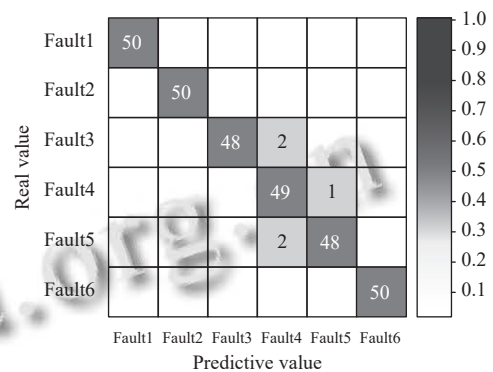 Fault1
50
Fault2
50
Fault3
48 2
Fault4
49 1
Fault5
2 48
Fault6
50
Fault1 Fault2 Fault3 Fault4 Fault5 Fault6
Predictive value
Real value
1.0
0.9
0.8
0.7
0.6
0.5
0.4
0.3
0.2
0.1
.org.